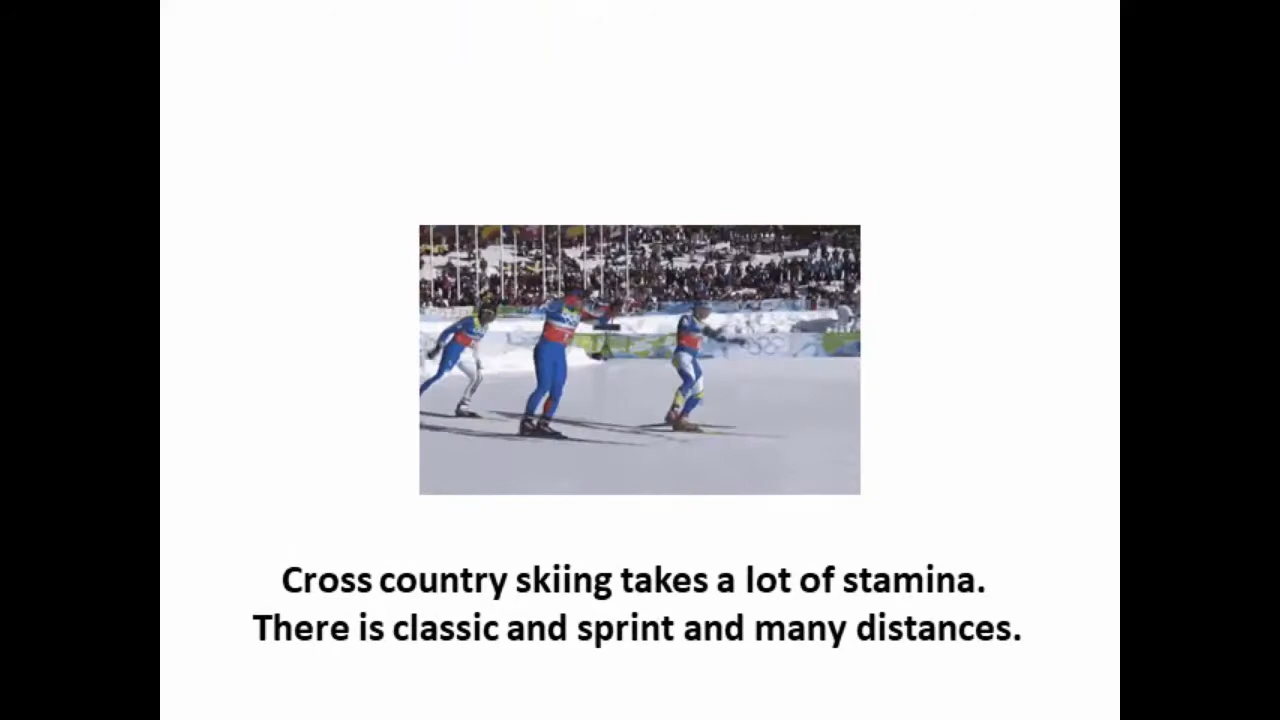 Cross country skiing takes a lot of stamina.
There is classic and sprint and many distances.